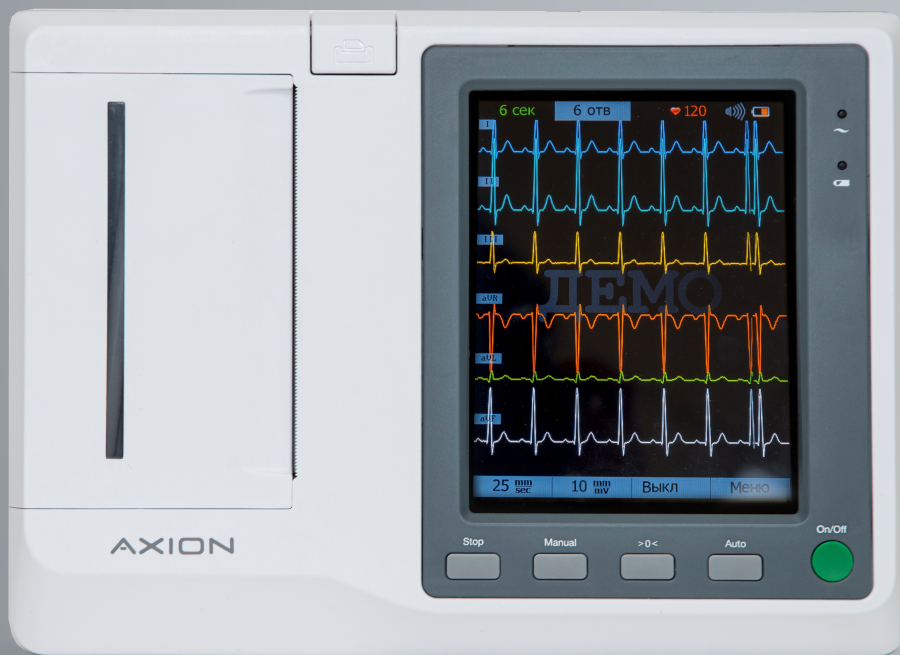 6 сек 6 отв 120
I
II
III
ДЕМО
aVR
aVL
aVF
25 mm sec 10 mm mV Выкл Меню
On/Off
Stop Manual >0< Auto
AXION